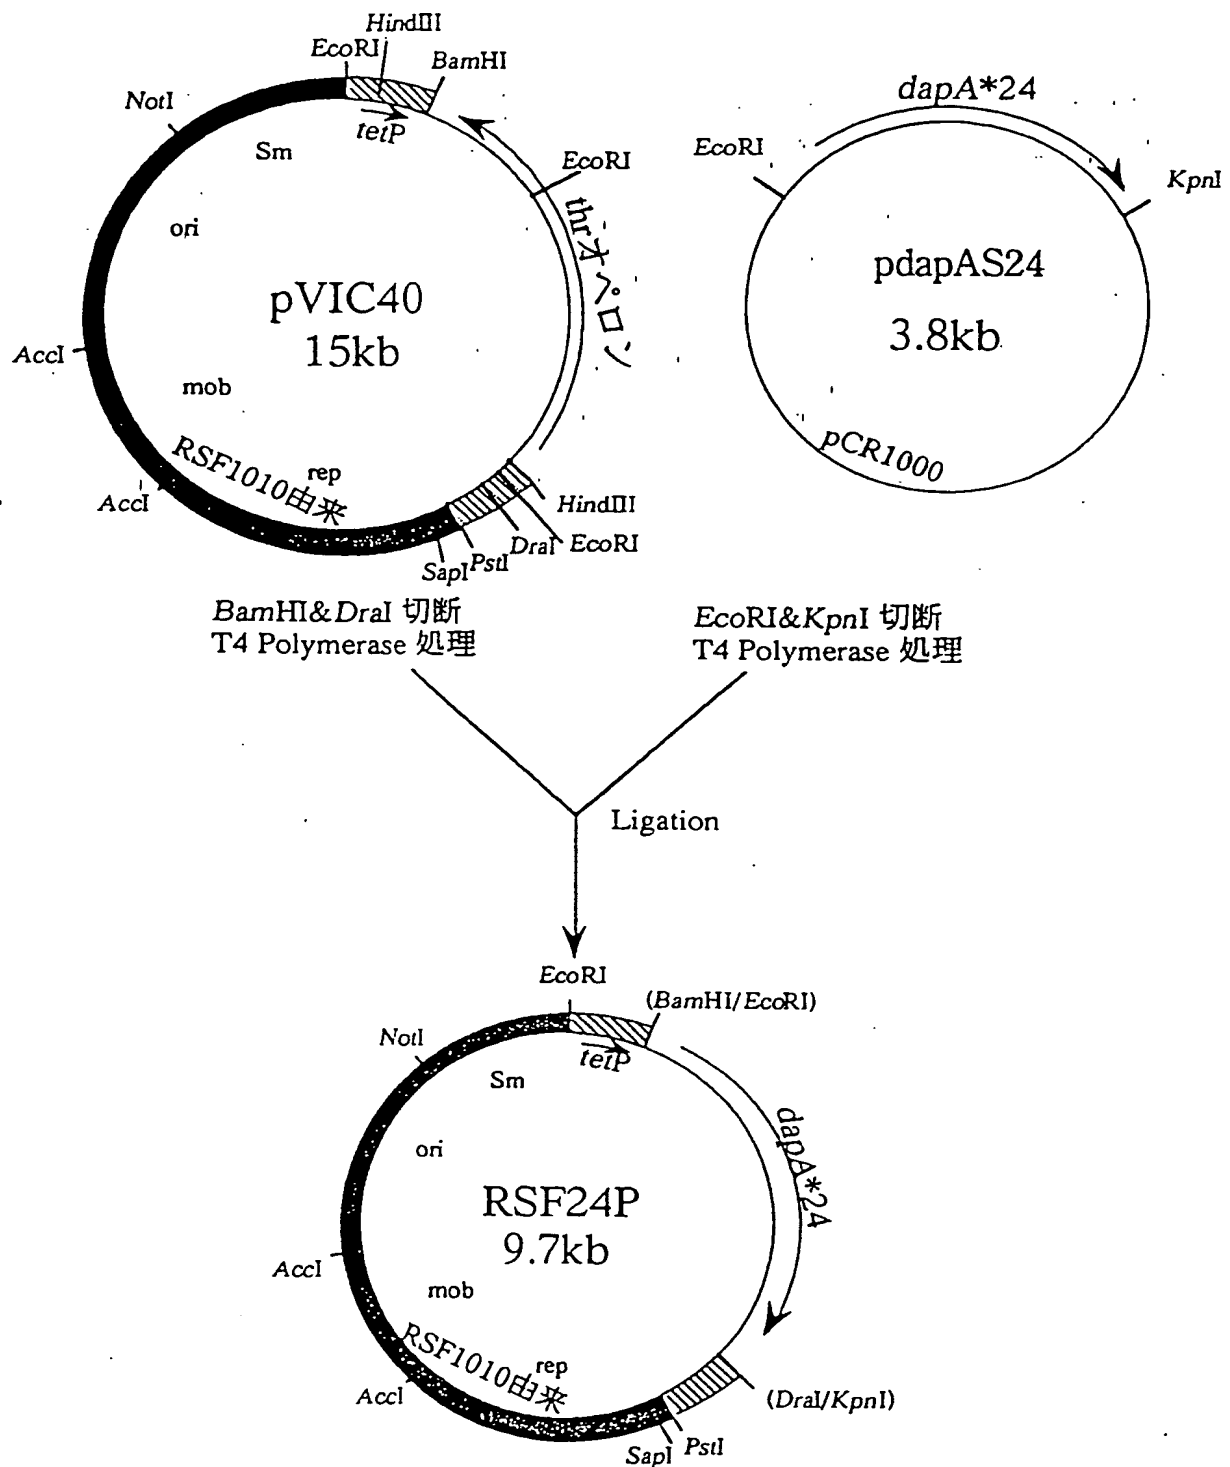 HindIII
EcoRI
BamHI
NotI
tetP
Sm
EcoRI
thrオペロン
ori
pVIC40
15kb
AccI
mob
RSF1010由来
rep
AccI
HindIII
EcoRI
DraI
PstI
SapI
dapA*24
EcoRI
KpnI
pdapAS24
3.8kb
pCR1000
BamHI&DraI 切断
T4 Polymerase 処理
EcoRI&KpnI 切断
T4 Polymerase 処理
Ligation
EcoRI
(BamHI/EcoRI)
NotI
tetP
Sm
dapA*24
ori
RSF24P
9.7kb
AccI
mob
RSF1010由来
rep
AccI
(DraI/KpnI)
PstI
SapI